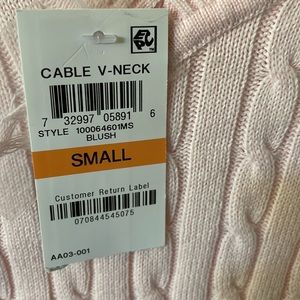 CABLE V-NECK
7 32997 05891 6
STYLE 100064601MS
BLUSH
SMALL
Customer Return Label
070844545075
AA03-001